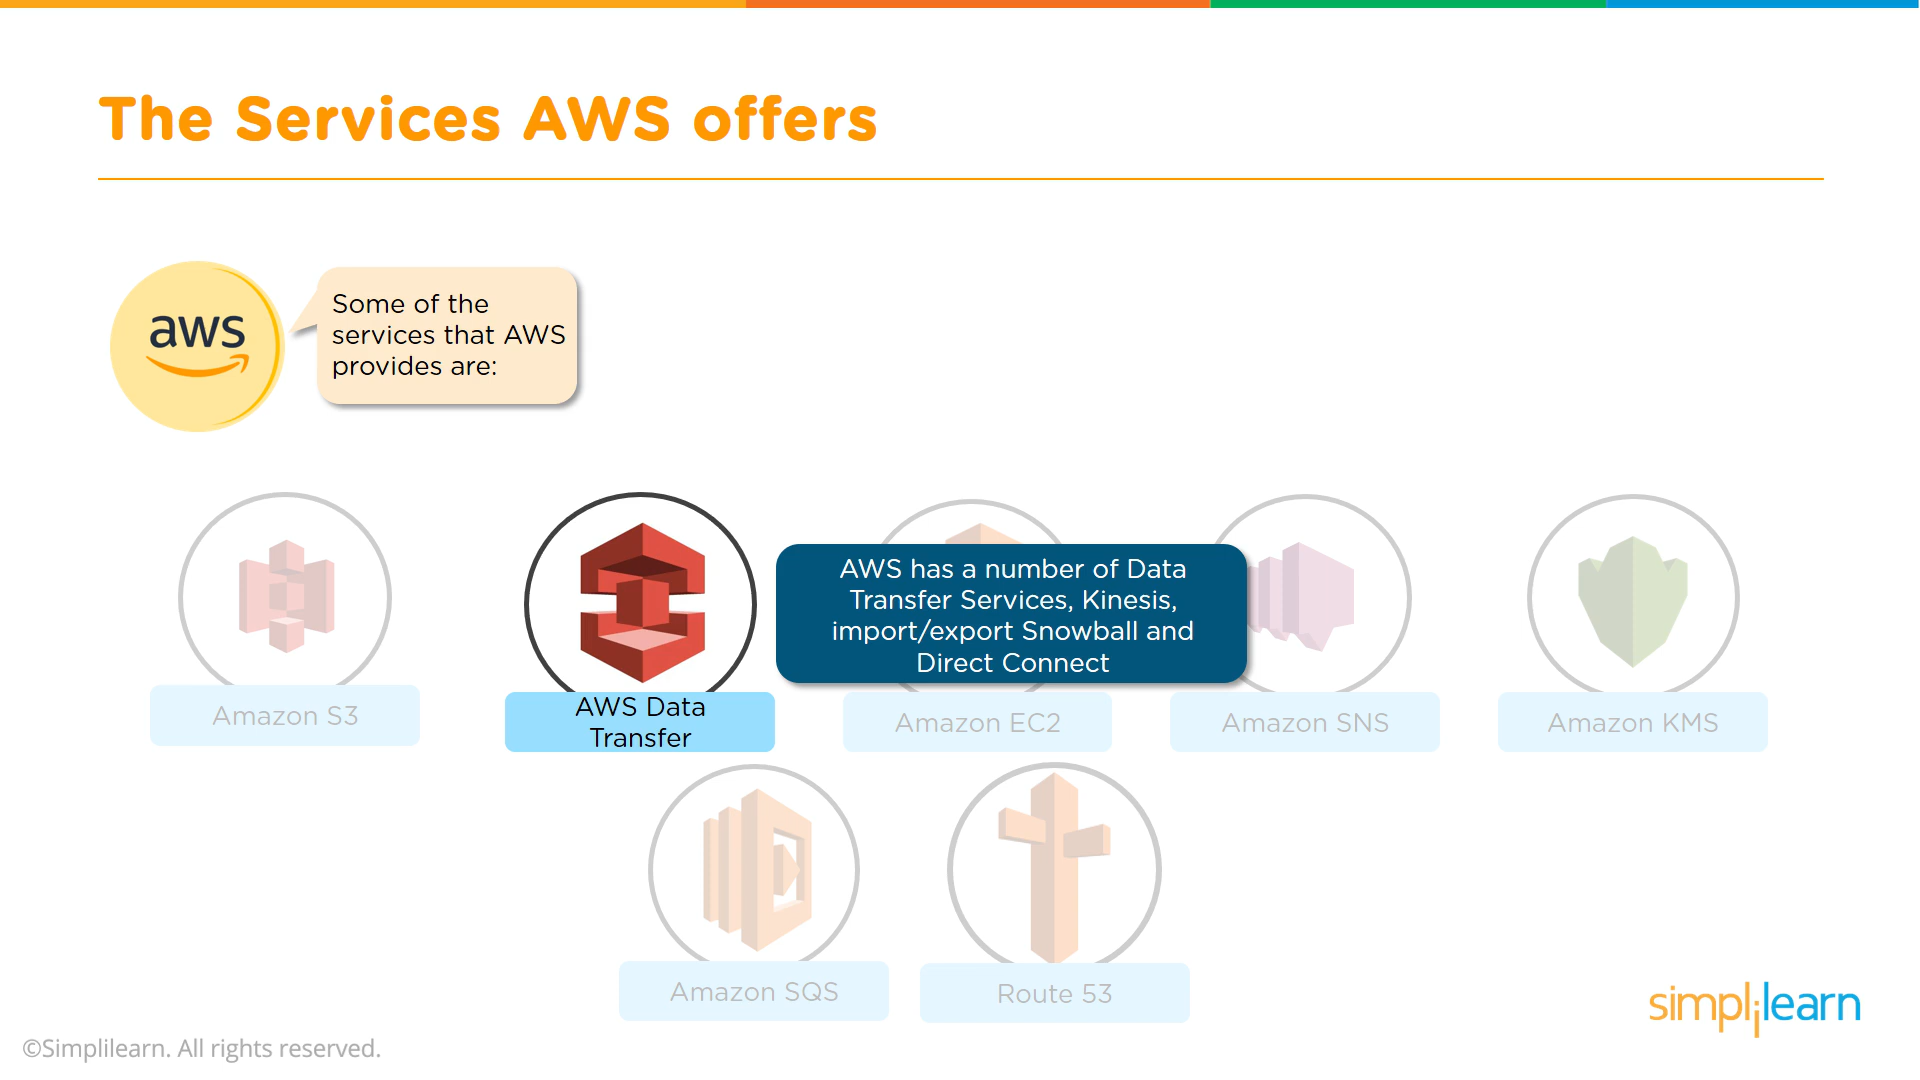 The Services AWS offers
aws
Some of the
services that AWS
provides are:
AWS has a number of Data
Transfer Services, Kinesis,
import/export Snowball and
Direct Connect
Amazon S3
AWS Data
Transfer
Amazon EC2
Amazon SNS
Amazon KMS
Amazon SQS
Route 53
simplilearn
©Simplilearn. All rights reserved.